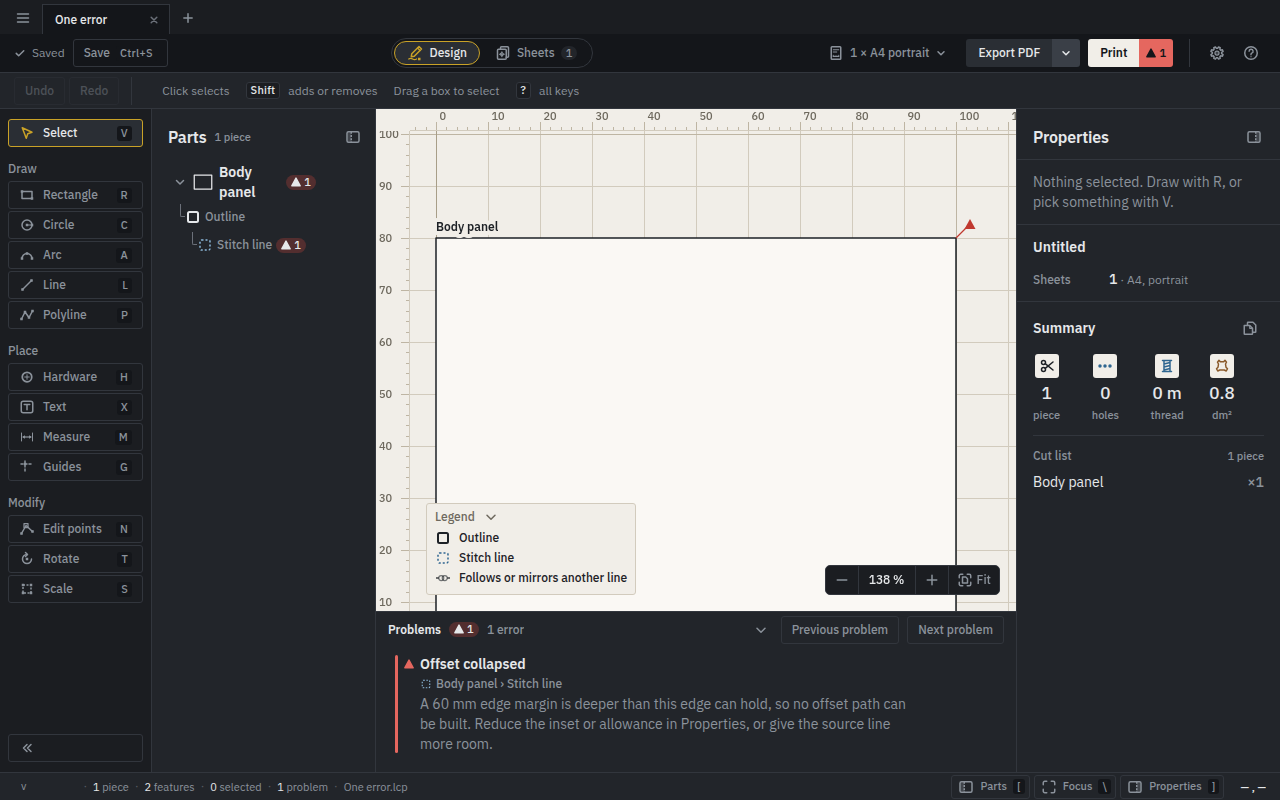 One error
Saved
Save Ctrl+S
Design
Sheets 1
1 × A4 portrait
Export PDF
Print
1
Undo
Redo
Click selects
Shift adds or removes
Drag a box to select
? all keys
Select V
Draw
Rectangle R
Circle C
Arc A
Line L
Polyline P
Place
Hardware H
Text X
Measure M
Guides G
Modify
Edit points N
Rotate T
Scale S
Parts 1 piece
Body panel
1
Outline
Stitch line 1
0 10 20 30 40 50 60 70 80 90 100
100
90
80
70
60
50
40
30
20
10
Body panel
Legend
Outline
Stitch line
Follows or mirrors another line
138 %
Fit
Problems 1 1 error
Previous problem
Next problem
Offset collapsed
Body panel › Stitch line
A 60 mm edge margin is deeper than this edge can hold, so no offset path can
be built. Reduce the inset or allowance in Properties, or give the source line
more room.
Properties
Nothing selected. Draw with R, or
pick something with V.
Untitled
Sheets 1 · A4, portrait
Summary
1 piece
0 holes
0 m thread
0.8 dm²
Cut list 1 piece
Body panel ×1
v · 1 piece · 2 features · 0 selected · 1 problem · One error.lcp
Parts [
Focus \
Properties ]
–,–